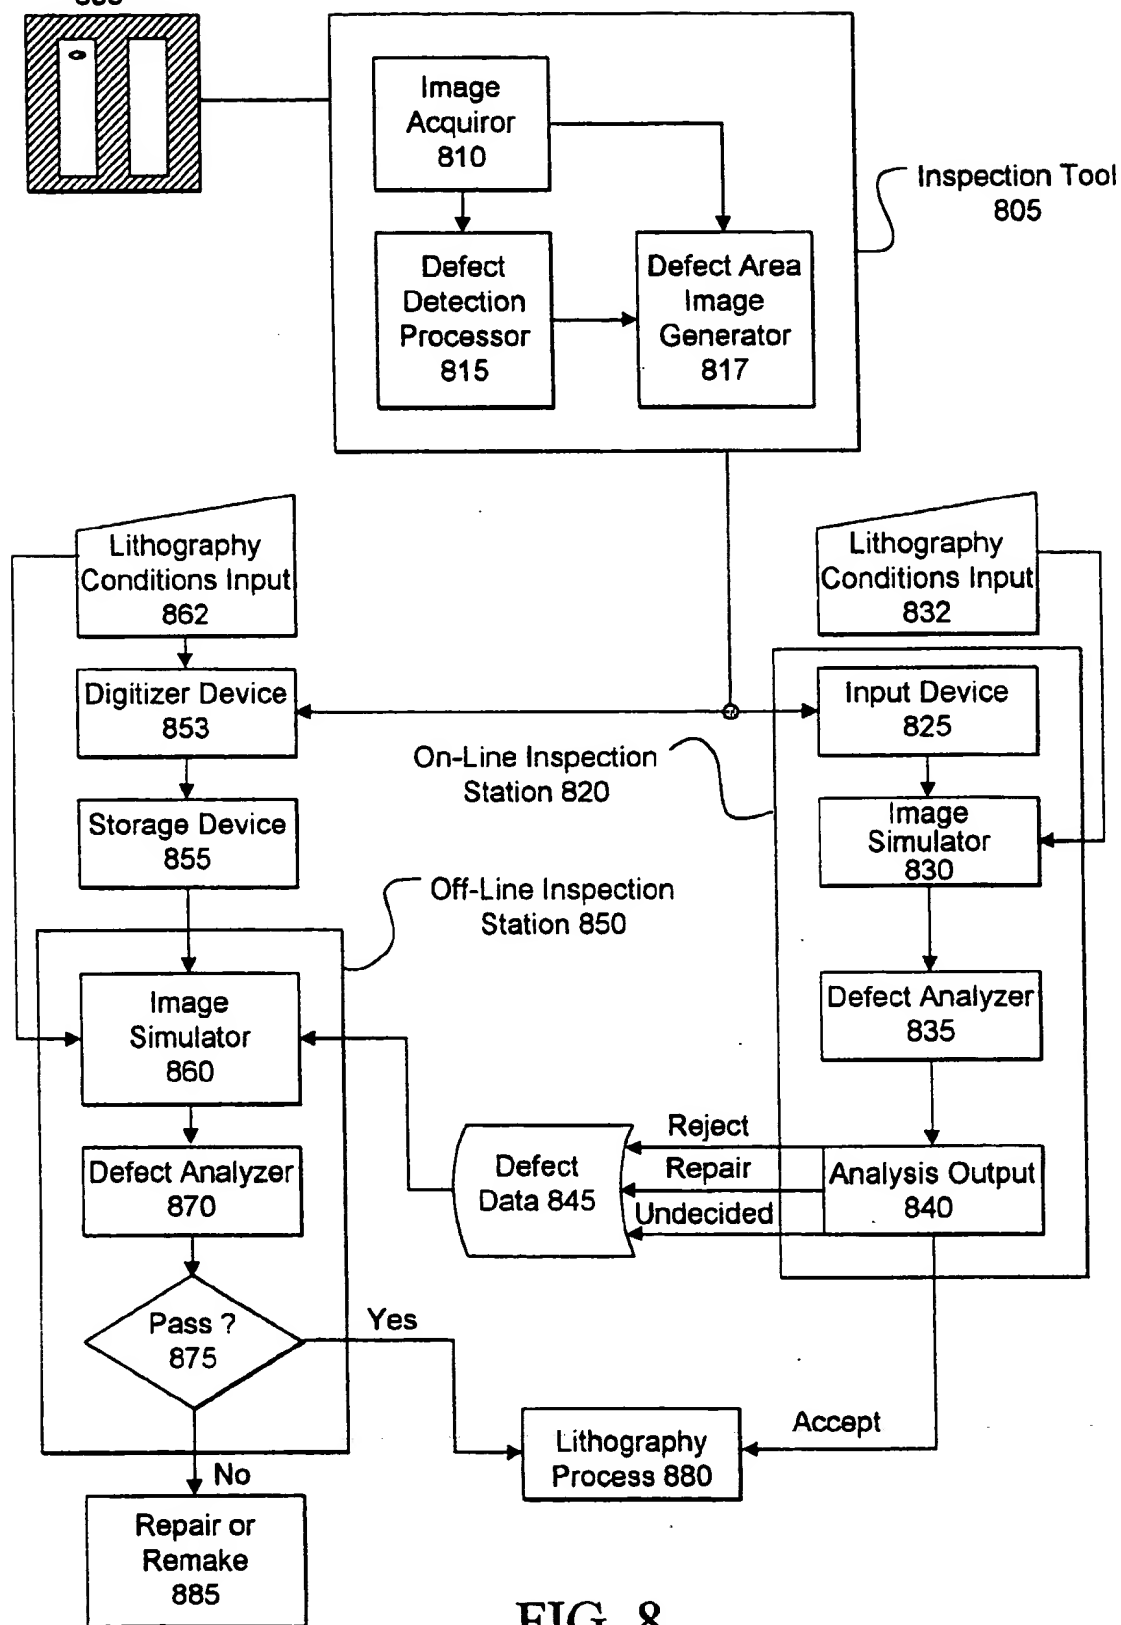 Image
Acquiror
810
Inspection Tool
805
Defect
Detection
Processor
815
Defect Area
Image
Generator
817
Lithography
Conditions Input
862
Lithography
Conditions Input
832
Digitizer Device
853
Input Device
825
On-Line Inspection
Station 820
Storage Device
855
Image
Simulator
830
Off-Line Inspection
Station 850
Image
Simulator
860
Defect Analyzer
835
Defect Analyzer
870
Defect
Data 845
Reject
Repair
Undecided
Analysis Output
840
Pass ?
875
Yes
No
Lithography
Process 880
Accept
Repair or
Remake
885
FIG. 8